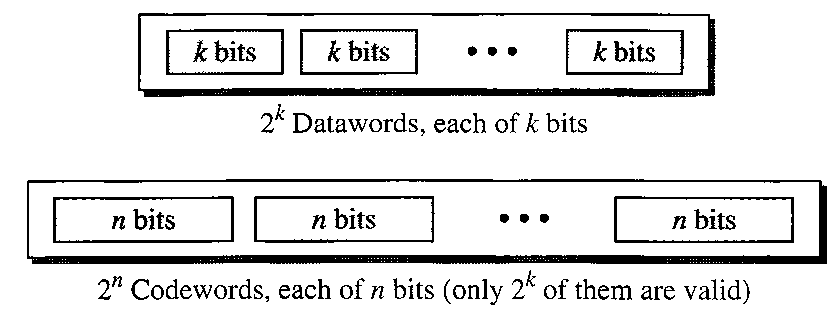 k bits k bits • • • k bits
2^k Datawords, each of k bits
n bits n bits • • • n bits
2^n Codewords, each of n bits (only 2^k of them are valid)